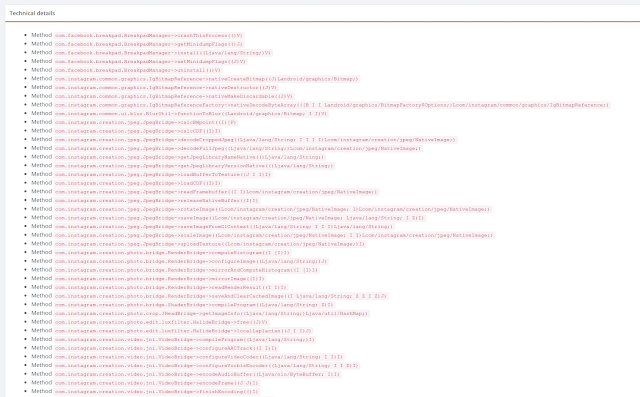 Technical details
Method com.facebook.breakpad.BreakpadManager->crashThisProcess()V
Method com.facebook.breakpad.BreakpadManager->getMinidumpFlags()J
Method com.facebook.breakpad.BreakpadManager->install(Ljava/lang/String;)V
Method com.facebook.breakpad.BreakpadManager->setMinidumpFlags(J)V
Method com.facebook.breakpad.BreakpadManager->uninstall()V
Method com.instagram.common.graphics.IgBitmapReference->nativeCreateBitmap(J)Landroid/graphics/Bitmap;
Method com.instagram.common.graphics.IgBitmapReference->nativeDestructor(J)V
Method com.instagram.common.graphics.IgBitmapReference->nativeMakeDiscardable(J)V
Method com.instagram.common.graphics.IgBitmapReferenceFactory->nativeDecodeByteArray([B I I Landroid/graphics/BitmapFactory$Options;)Lcom/instagram/common/graphics/IgBitmapReference;
Method com.instagram.common.ui.blur.BlurUtil->functionToBlur(Landroid/graphics/Bitmap; I I)V
Method com.instagram.creation.jpeg.JpegBridge->calcBMpoint(I)F
Method com.instagram.creation.jpeg.JpegBridge->calcCDF(I)I
Method com.instagram.creation.jpeg.JpegBridge->decodeCroppedJpeg(Ljava/lang/String; I I I I)Lcom/instagram/creation/jpeg/NativeImage;
Method com.instagram.creation.jpeg.JpegBridge->decodeFullJpeg(Ljava/lang/String;)Lcom/instagram/creation/jpeg/NativeImage;
Method com.instagram.creation.jpeg.JpegBridge->getJpegLibraryNameNative()Ljava/lang/String;
Method com.instagram.creation.jpeg.JpegBridge->getJpegLibraryVersionNative()Ljava/lang/String;
Method com.instagram.creation.jpeg.JpegBridge->loadBufferToTexture(J I I)I
Method com.instagram.creation.jpeg.JpegBridge->loadCDF(I)I
Method com.instagram.creation.jpeg.JpegBridge->readFramebuffer(I I)Lcom/instagram/creation/jpeg/NativeImage;
Method com.instagram.creation.jpeg.JpegBridge->releaseNativeBuffer(I)I
Method com.instagram.creation.jpeg.JpegBridge->rotateImage(Lcom/instagram/creation/jpeg/NativeImage; I)Lcom/instagram/creation/jpeg/NativeImage;
Method com.instagram.creation.jpeg.JpegBridge->saveImage(Lcom/instagram/creation/jpeg/NativeImage; Ljava/lang/String; I Z)I
Method com.instagram.creation.jpeg.JpegBridge->saveImageFromGlContext(Ljava/lang/String; I I I)Ljava/lang/String;
Method com.instagram.creation.jpeg.JpegBridge->scaleImage(Lcom/instagram/creation/jpeg/NativeImage; I I)Lcom/instagram/creation/jpeg/NativeImage;
Method com.instagram.creation.jpeg.JpegBridge->uploadTexture(Lcom/instagram/creation/jpeg/NativeImage;)I
Method com.instagram.creation.photo.bridge.RenderBridge->computeHistogram(I [I)I
Method com.instagram.creation.photo.bridge.RenderBridge->configureImage(Ljava/lang/String;)J
Method com.instagram.creation.photo.bridge.RenderBridge->mirrorAndComputeHistogram(I [I)I
Method com.instagram.creation.photo.bridge.RenderBridge->mirrorImage(I)I
Method com.instagram.creation.photo.bridge.RenderBridge->readRenderResult(I I)I
Method com.instagram.creation.photo.bridge.RenderBridge->saveAndClearCachedImage(I Ljava/lang/String; Z Z I Z)J
Method com.instagram.creation.photo.bridge.ShaderBridge->compileProgram(Ljava/lang/String; Z)I
Method com.instagram.creation.photo.crop.JHeadBridge->getImageInfo(Ljava/lang/String;)Ljava/util/HashMap;
Method com.instagram.creation.photo.edit.luxfilter.HalideBridge->free(J)V
Method com.instagram.creation.photo.edit.luxfilter.HalideBridge->localLaplacian(J I I)J
Method com.instagram.creation.video.jni.VideoBridge->compileProgram(Ljava/lang/String;)I
Method com.instagram.creation.video.jni.VideoBridge->configureAACTrack(I I)I
Method com.instagram.creation.video.jni.VideoBridge->configureVideoCodec(Ljava/lang/String; I I)I
Method com.instagram.creation.video.jni.VideoBridge->configureVorbisEncoder(Ljava/lang/String; I I J)I
Method com.instagram.creation.video.jni.VideoBridge->encodeAudioBuffer(Ljava/nio/ByteBuffer; I)I
Method com.instagram.creation.video.jni.VideoBridge->encodeFrame(J J)I
Method com.instagram.creation.video.jni.VideoBridge->finishEncoding()I